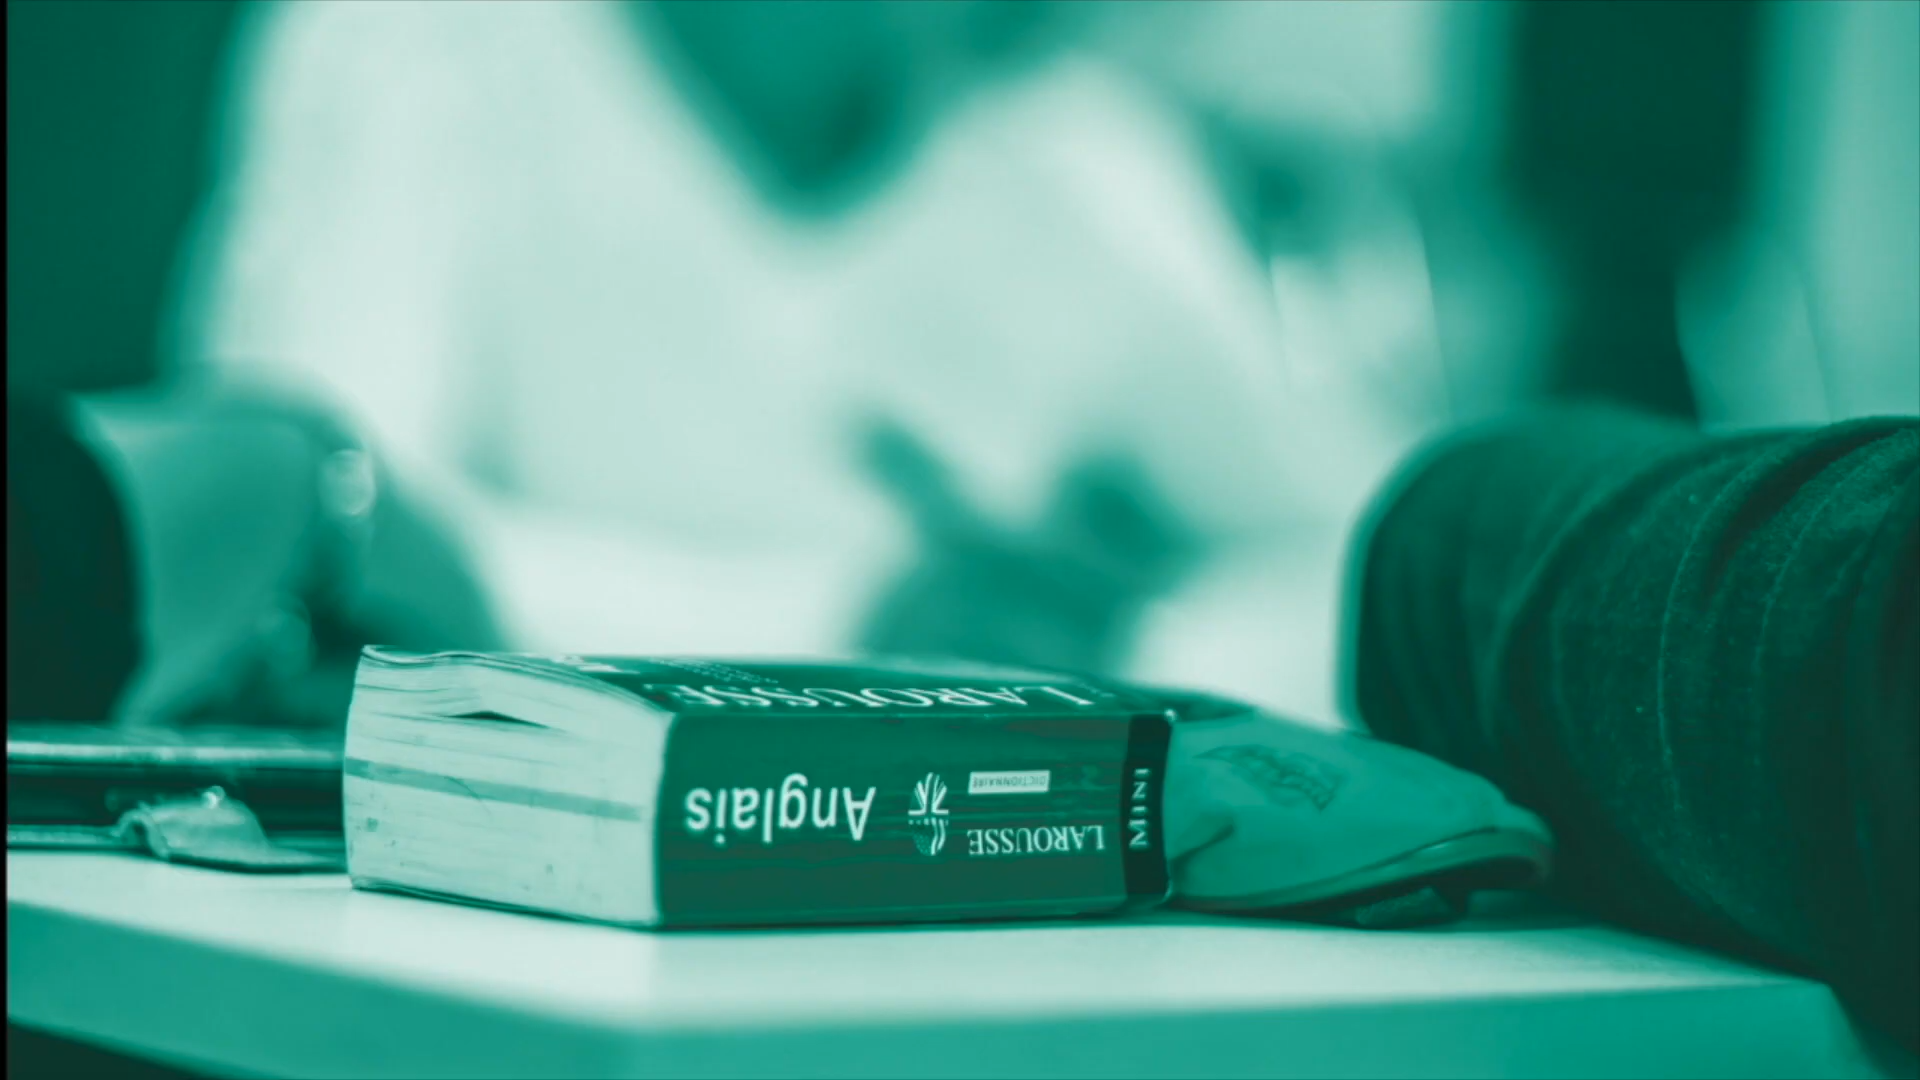 LAROUSSE
MINI
LAROUSSE
DICTIONNAIRE
Anglais